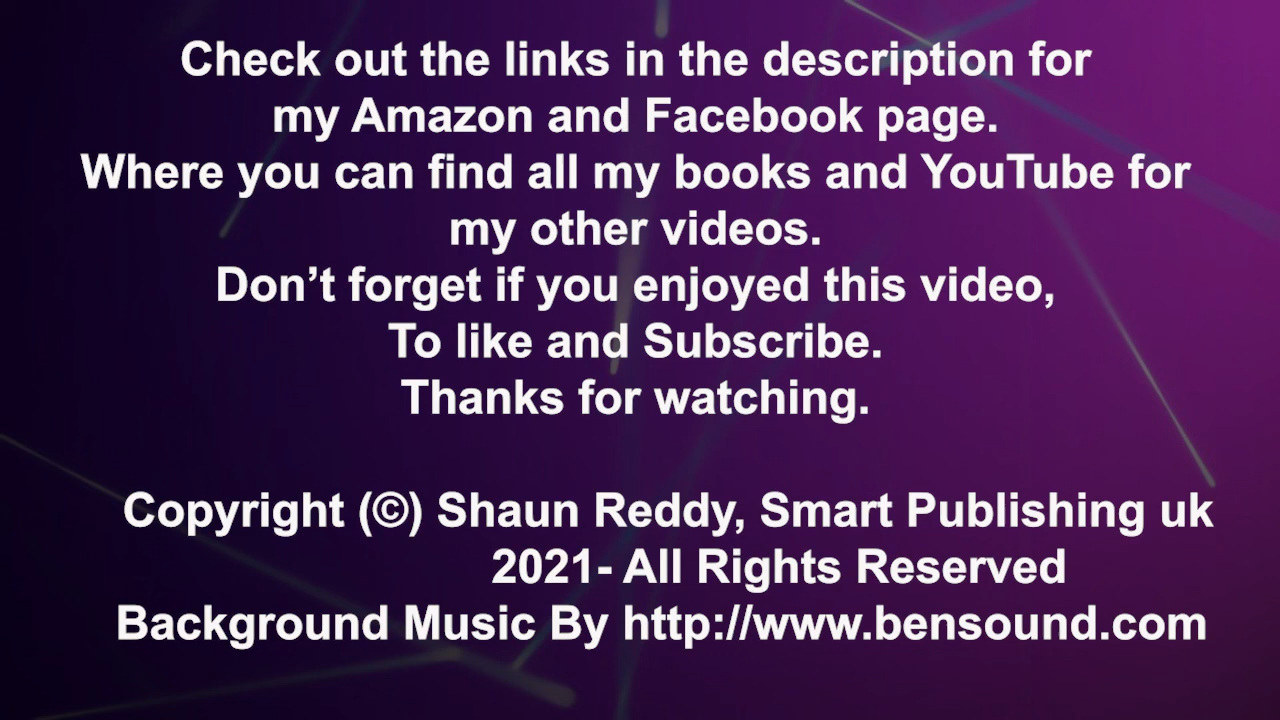 Check out the links in the description for
my Amazon and Facebook page.
Where you can find all my books and YouTube for
my other videos.
Don’t forget if you enjoyed this video,
To like and Subscribe.
Thanks for watching.
Copyright (©) Shaun Reddy, Smart Publishing uk
2021- All Rights Reserved
Background Music By http://www.bensound.com